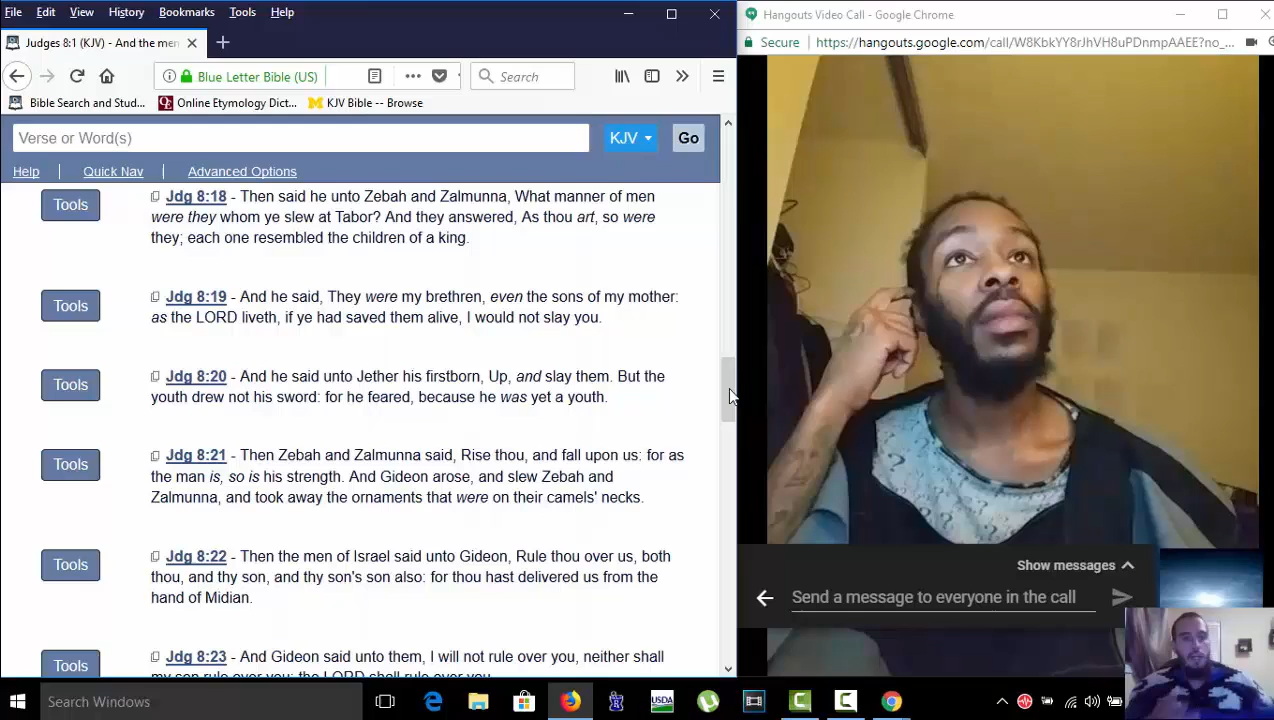 File Edit View History Bookmarks Tools Help
Judges 8:1 (KJV) - And the men
Blue Letter Bible (US)
Search
Bible Search and Stud...
Online Etymology Dict...
KJV Bible -- Browse
Verse or Word(s)
KJV
Go
Help | Quick Nav | Advanced Options
Tools
Jdg 8:18 - Then said he unto Zebah and Zalmunna, What manner of men
were they whom ye slew at Tabor? And they answered, As thou art, so were
they; each one resembled the children of a king.
Tools
Jdg 8:19 - And he said, They were my brethren, even the sons of my mother:
as the LORD liveth, if ye had saved them alive, I would not slay you.
Tools
Jdg 8:20 - And he said unto Jether his firstborn, Up, and slay them. But the
youth drew not his sword: for he feared, because he was yet a youth.
Tools
Jdg 8:21 - Then Zebah and Zalmunna said, Rise thou, and fall upon us: for as
the man is, so is his strength. And Gideon arose, and slew Zebah and
Zalmunna, and took away the ornaments that were on their camels' necks.
Tools
Jdg 8:22 - Then the men of Israel said unto Gideon, Rule thou over us, both
thou, and thy son, and thy son's son also: for thou hast delivered us from the
hand of Midian.
Tools
Jdg 8:23 - And Gideon said unto them, I will not rule over you, neither shall
my son rule over you: the LORD shall rule over you.
Hangouts Video Call - Google Chrome
Secure | https://hangouts.google.com/call/W8KbkYY8rJhVH8uPDnmpAAEE?no_
Show messages
Send a message to everyone in the call
Search Windows
USDA